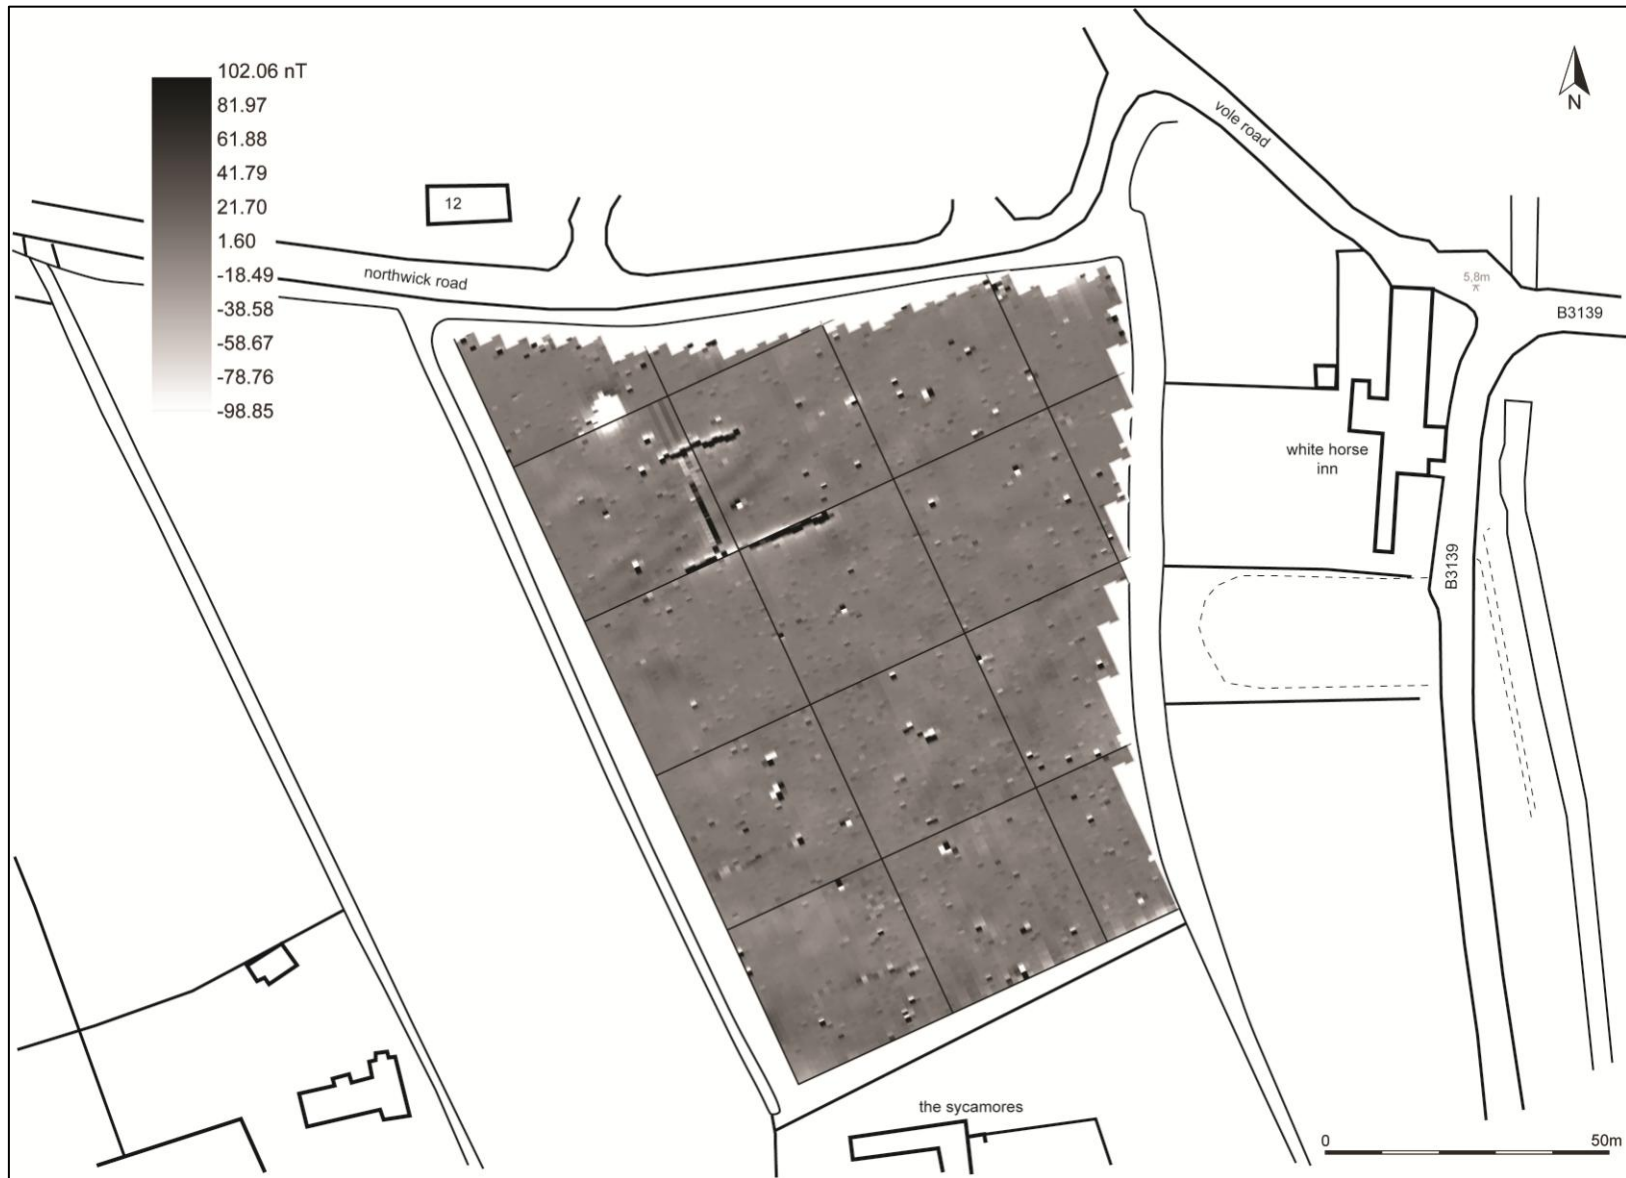 102.06 nT
81.97
61.88
41.79
21.70
1.60
-18.49
-38.58
-58.67
-78.76
-98.85
N
vole road
12
northwick road
5.8m
B3139
white horse
inn
B3139
the sycamores
0
50m